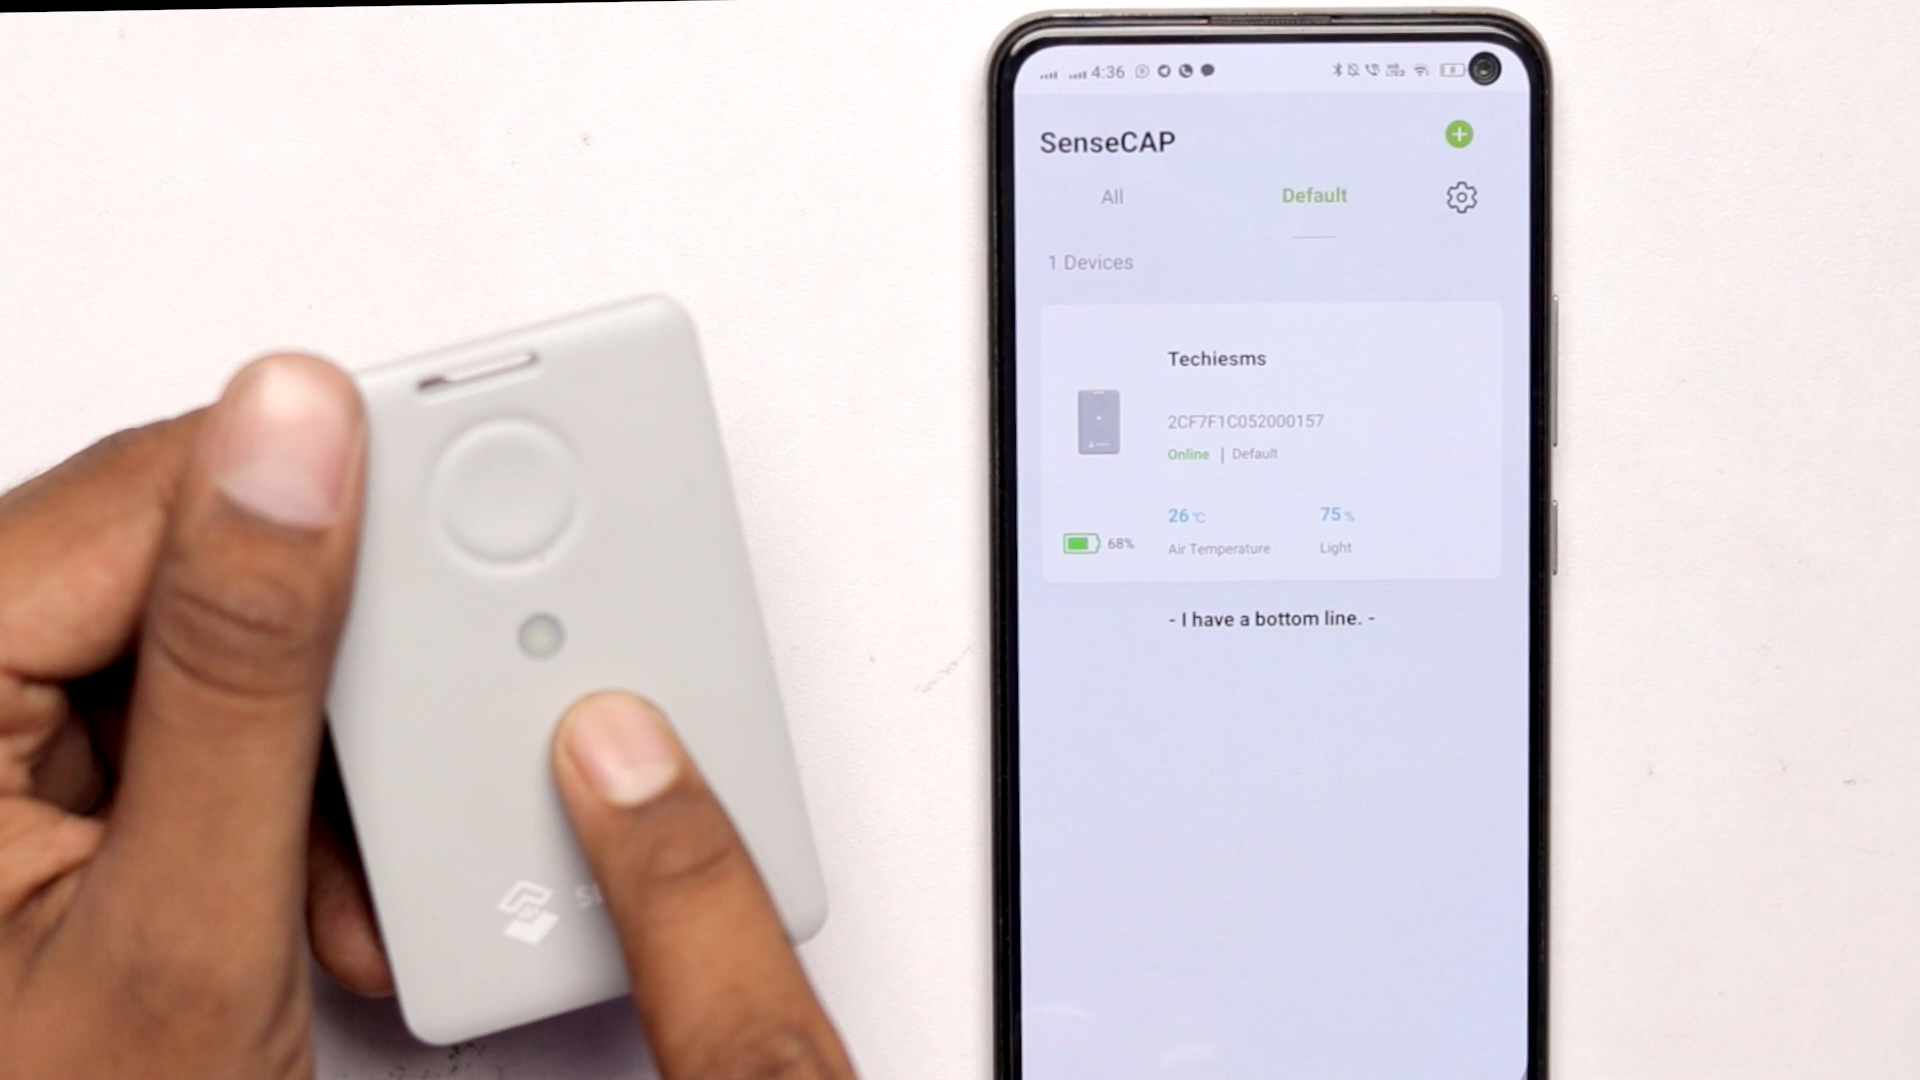 4:36
SenseCAP
All Default
1 Devices
Techiesms
2CF7F1C052000157
Online | Default
26 ℃ 75 %
68% Air Temperature Light
- I have a bottom line. -